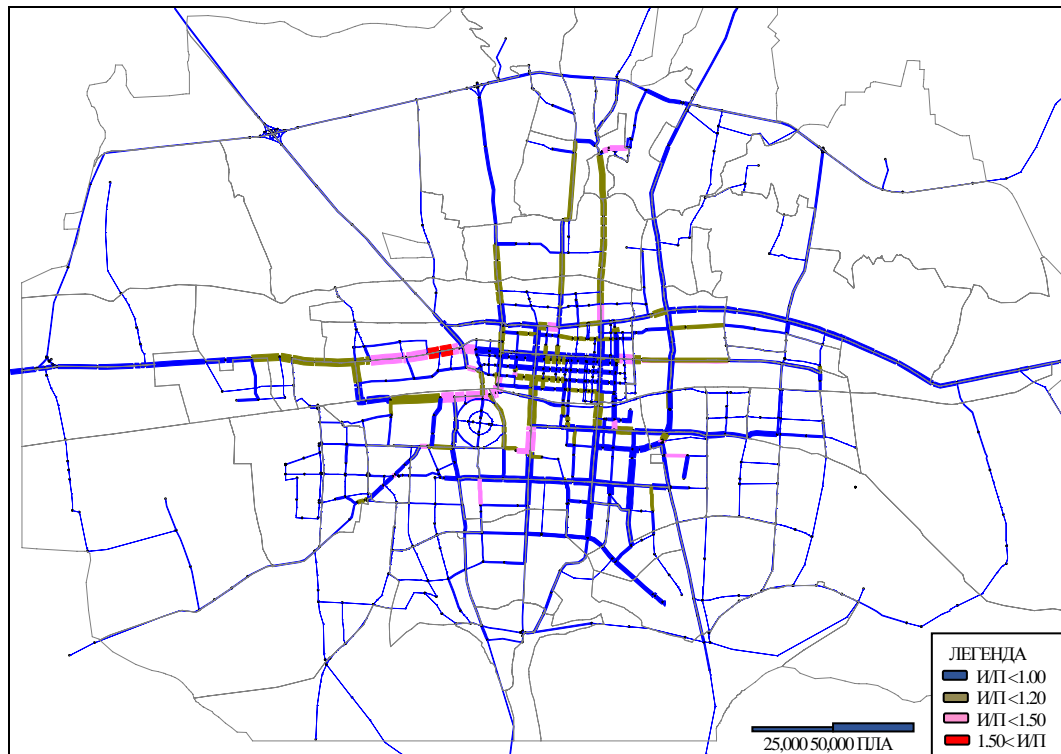 ЛЕГЕНДА
И/П <1.00
И/П <1.20
И/П <1.50
1.50< И/П
25,000 50,000 ПЛА